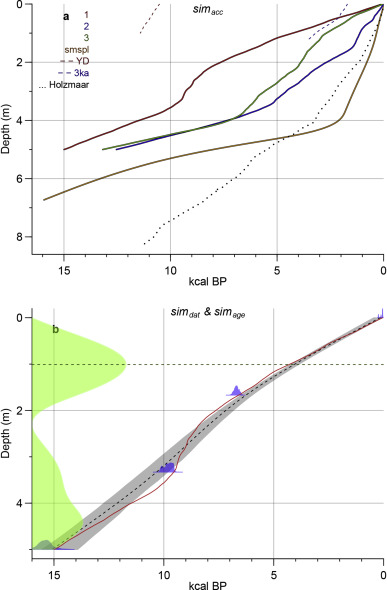 a 1 sim_acc
2
3
smspl
YD
3ka
Holzmaar
0
2
4
6
8
Depth (m)
15 10 5 0
kcal BP
b sim_dat & sim_age
0
2
4
Depth (m)
15 10 5 0
kcal BP